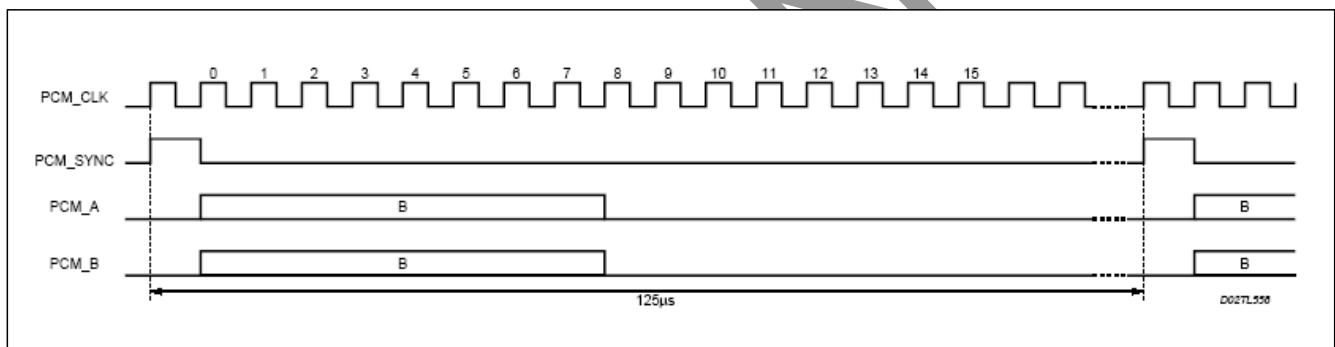 0 1 2 3 4 5 6 7 8 9 10 11 12 13 14 15
PCM_CLK
PCM_SYNC
PCM_A B B
PCM_B B B
125µs
D02TL558